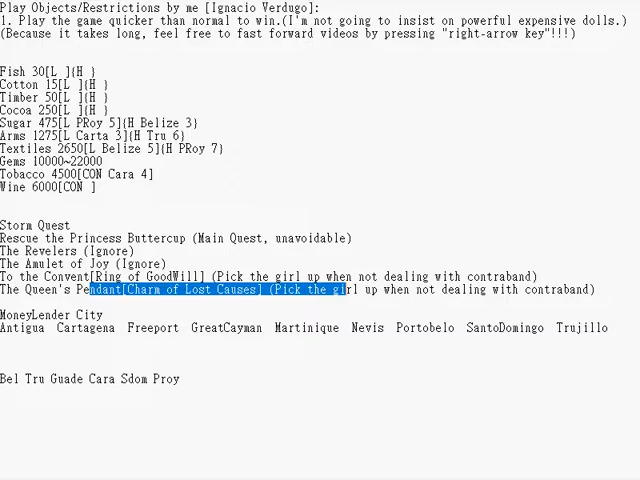 Play Objects/Restrictions by me [Ignacio Verdugo]:
1. Play the game quicker than normal to win.(I'm not going to insist on powerful expensive dolls.)
(Because it takes long, feel free to fast forward videos by pressing "right-arrow key"!!!)
Fish 30[L ]{H }
Cotton 15[L ]{H }
Timber 50[L ]{H }
Cocoa 250[L ]{H }
Sugar 475[L PRoy 5]{H Belize 3}
Arms 1275[L Carta 3]{H Tru 6}
Textiles 2650[L Belize 5]{H PRoy 7}
Gems 10000~22000
Tobacco 4500[CON Cara 4]
Wine 6000[CON ]
Storm Quest
Rescue the Princess Buttercup (Main Quest, unavoidable)
The Revelers (Ignore)
The Amulet of Joy (Ignore)
To the Convent[Ring of GoodWill] (Pick the girl up when not dealing with contraband)
The Queen's Pendant[Charm of Lost Causes] (Pick the girl up when not dealing with contraband)
MoneyLender City
Antigua Cartagena Freeport GreatCayman Martinique Nevis Portobelo SantoDomingo Trujillo
Bel Tru Guade Cara Sdom Proy